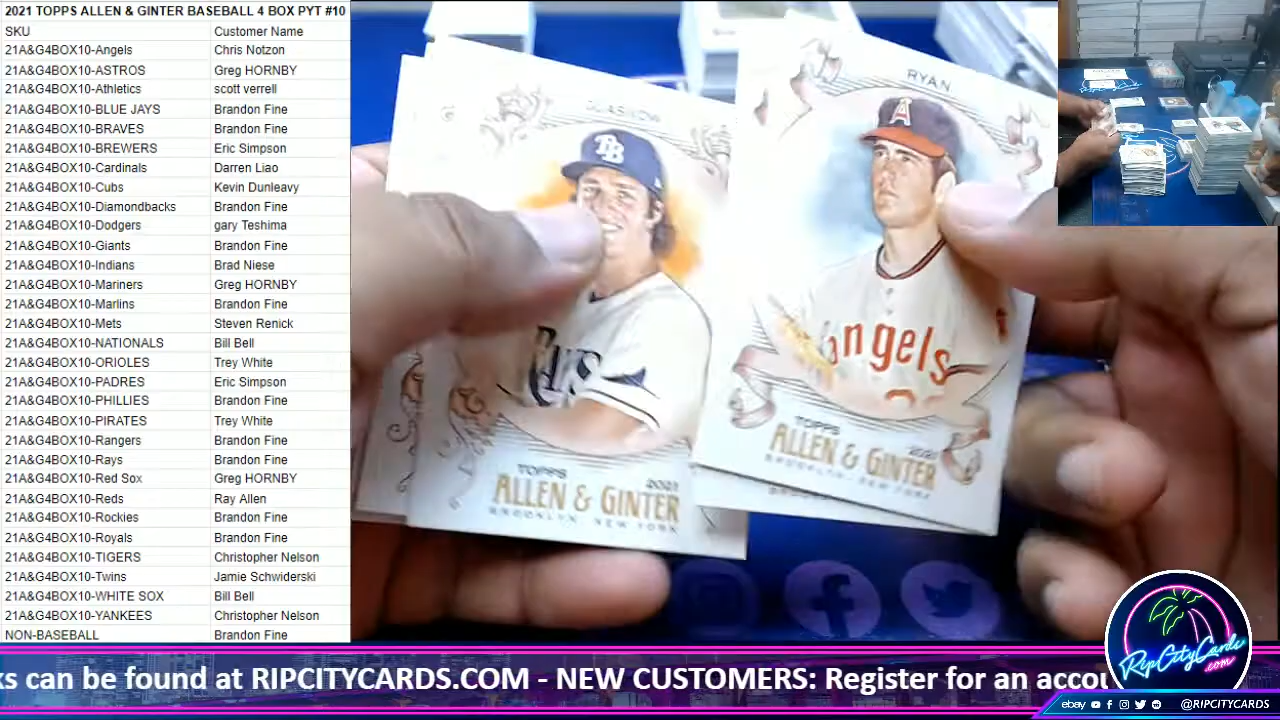 2021 TOPPS ALLEN & GINTER BASEBALL 4 BOX PYT #10
SKU Customer Name
21A&G4BOX10-Angels Chris Notzon
21A&G4BOX10-ASTROS Greg HORNBY
21A&G4BOX10-Athletics scott verrell
21A&G4BOX10-BLUE JAYS Brandon Fine
21A&G4BOX10-BRAVES Brandon Fine
21A&G4BOX10-BREWERS Eric Simpson
21A&G4BOX10-Cardinals Darren Liao
21A&G4BOX10-Cubs Kevin Dunleavy
21A&G4BOX10-Diamondbacks Brandon Fine
21A&G4BOX10-Dodgers gary Teshima
21A&G4BOX10-Giants Brandon Fine
21A&G4BOX10-Indians Brad Niese
21A&G4BOX10-Mariners Greg HORNBY
21A&G4BOX10-Marlins Brandon Fine
21A&G4BOX10-Mets Steven Renick
21A&G4BOX10-NATIONALS Bill Bell
21A&G4BOX10-ORIOLES Trey White
21A&G4BOX10-PADRES Eric Simpson
21A&G4BOX10-PHILLIES Brandon Fine
21A&G4BOX10-PIRATES Trey White
21A&G4BOX10-Rangers Brandon Fine
21A&G4BOX10-Rays Brandon Fine
21A&G4BOX10-Red Sox Greg HORNBY
21A&G4BOX10-Reds Ray Allen
21A&G4BOX10-Rockies Brandon Fine
21A&G4BOX10-Royals Brandon Fine
21A&G4BOX10-TIGERS Christopher Nelson
21A&G4BOX10-Twins Jamie Schwiderski
21A&G4BOX10-WHITE SOX Bill Bell
21A&G4BOX10-YANKEES Christopher Nelson
NON-BASEBALL Brandon Fine
GLASNOW
TB
RAYS
TOPPS 2021
ALLEN & GINTER
BROOKLYN - NEW YORK
RYAN
A
angels
TOPPS 2021
ALLEN & GINTER
BROOKLYN - NEW YORK
ks can be found at RIPCITYCARDS.COM - NEW CUSTOMERS: Register for an accou
RipCityCards
.com
ebay @RIPCITYCARDS